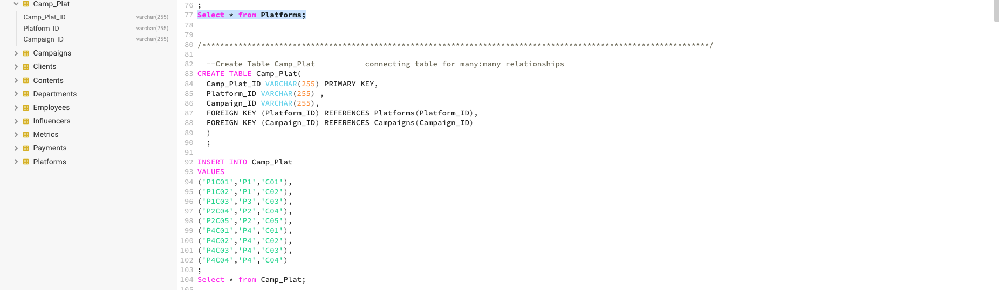 Camp_Plat
Camp_Plat_ID varchar(255)
Platform_ID varchar(255)
Campaign_ID varchar(255)
Campaigns
Clients
Contents
Departments
Employees
Influencers
Metrics
Payments
Platforms
76 ;
77 Select * from Platforms;
78
79
80 /****************************************************************************************************************/
81
82 --Create Table Camp_Plat connecting table for many:many relationships
83 CREATE TABLE Camp_Plat(
84 Camp_Plat_ID VARCHAR(255) PRIMARY KEY,
85 Platform_ID VARCHAR(255) ,
86 Campaign_ID VARCHAR(255),
87 FOREIGN KEY (Platform_ID) REFERENCES Platforms(Platform_ID),
88 FOREIGN KEY (Campaign_ID) REFERENCES Campaigns(Campaign_ID)
89 )
90 ;
91
92 INSERT INTO Camp_Plat
93 VALUES
94 ('P1C01','P1','C01'),
95 ('P1C02','P1','C02'),
96 ('P1C03','P3','C03'),
97 ('P2C04','P2','C04'),
98 ('P2C05','P2','C05'),
99 ('P4C01','P4','C01'),
100 ('P4C02','P4','C02'),
101 ('P4C03','P4','C03'),
102 ('P4C04','P4','C04')
103 ;
104 Select * from Camp_Plat;
105